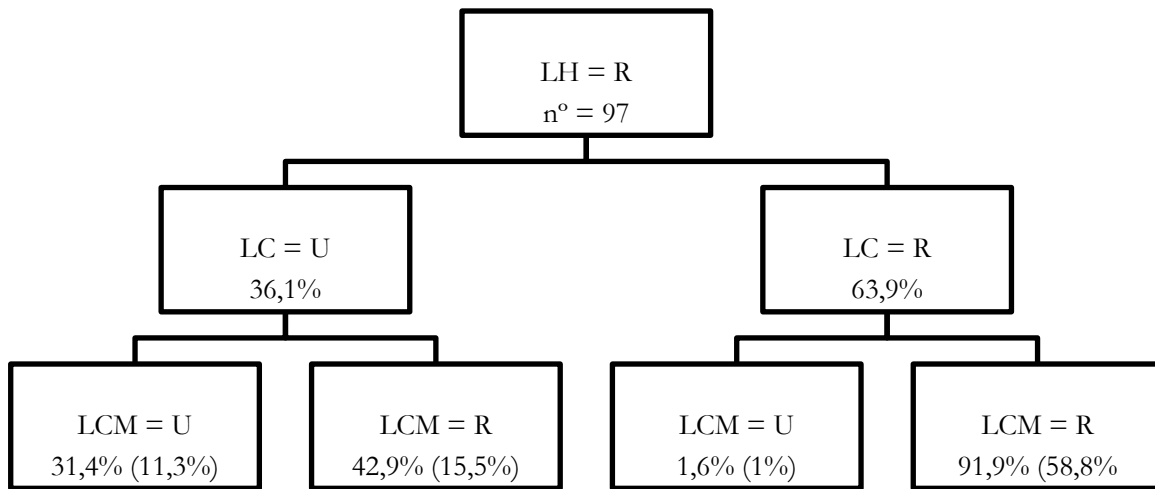 LH = R
nº = 97
LC = U
36,1%
LC = R
63,9%
LCM = U
31,4% (11,3%)
LCM = R
42,9% (15,5%)
LCM = U
1,6% (1%)
LCM = R
91,9% (58,8%